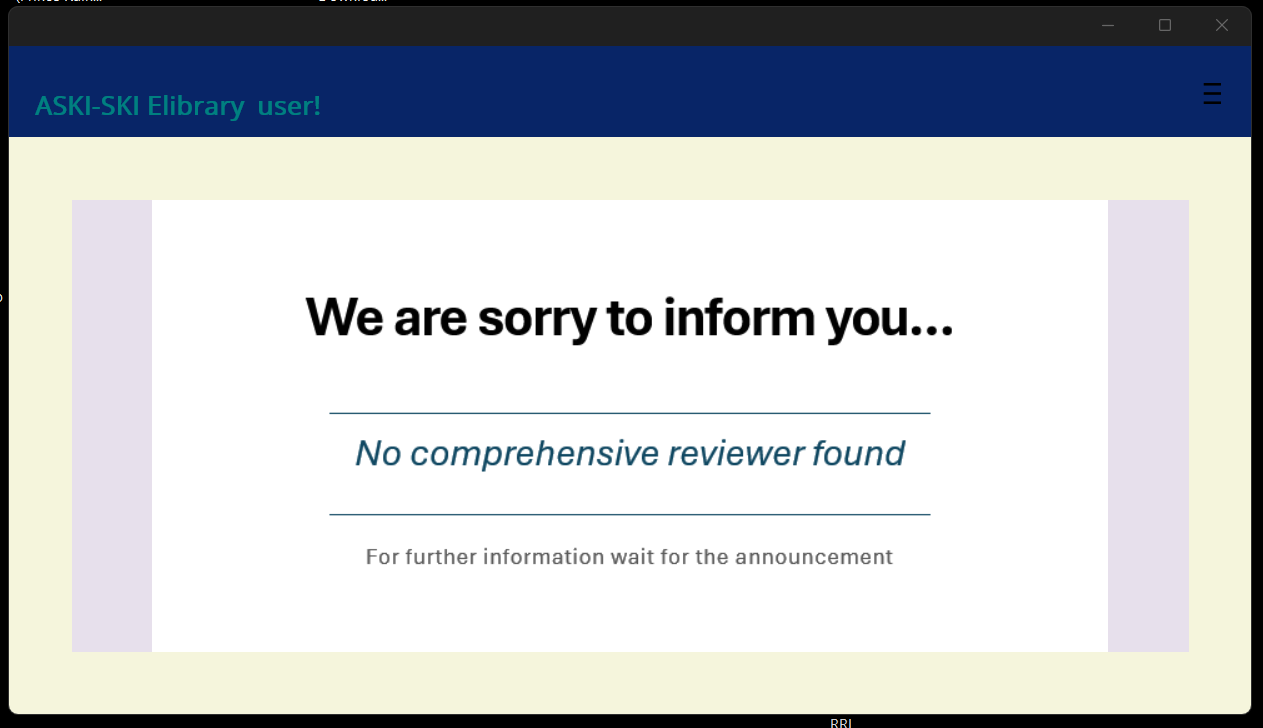 ASKI-SKI Elibrary user!
We are sorry to inform you...
No comprehensive reviewer found
For further information wait for the announcement
RRL